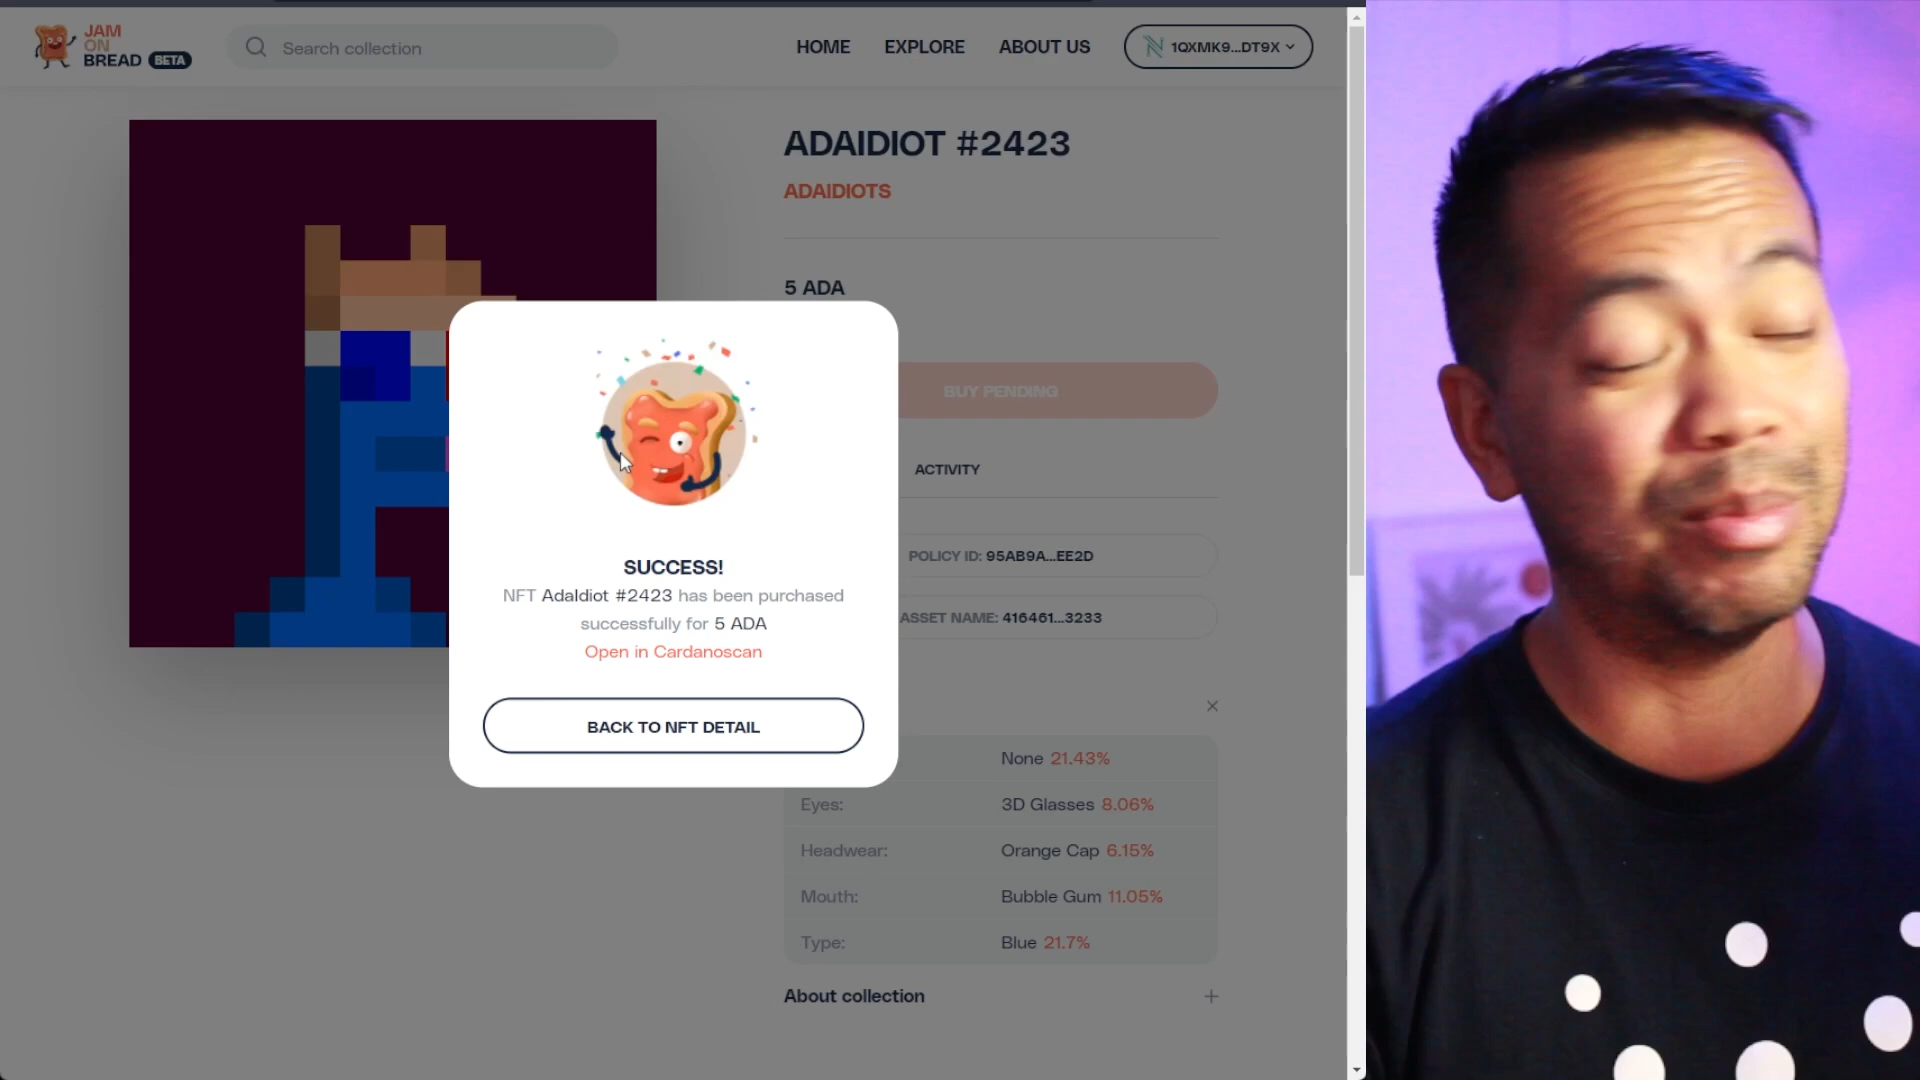 JAM
ON
BREAD BETA
Search collection
HOME
EXPLORE
ABOUT US
1QXMK9...DT9X
ADAIDIOT #2423
ADAIDIOTS
5 ADA
BUY PENDING
ACTIVITY
POLICY ID: 95AB9A...EE2D
ASSET NAME: 416461...3233
SUCCESS!
NFT AdaIdiot #2423 has been purchased
successfully for 5 ADA
Open in Cardanoscan
BACK TO NFT DETAIL
None 21.43%
Eyes: 3D Glasses 8.06%
Headwear: Orange Cap 6.15%
Mouth: Bubble Gum 11.05%
Type: Blue 21.7%
About collection